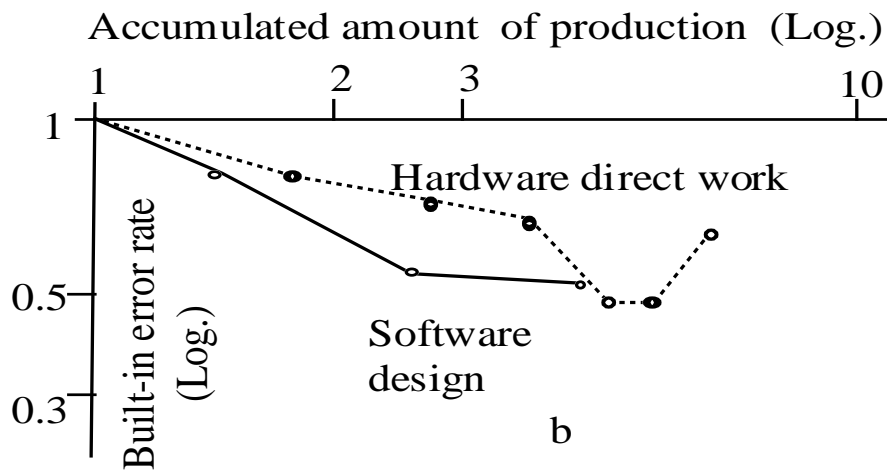 Accumulated amount of production (Log.)
1 2 3 10
1
Hardware direct work
0.5
Software
design
0.3
Built-in error rate
(Log.)
b